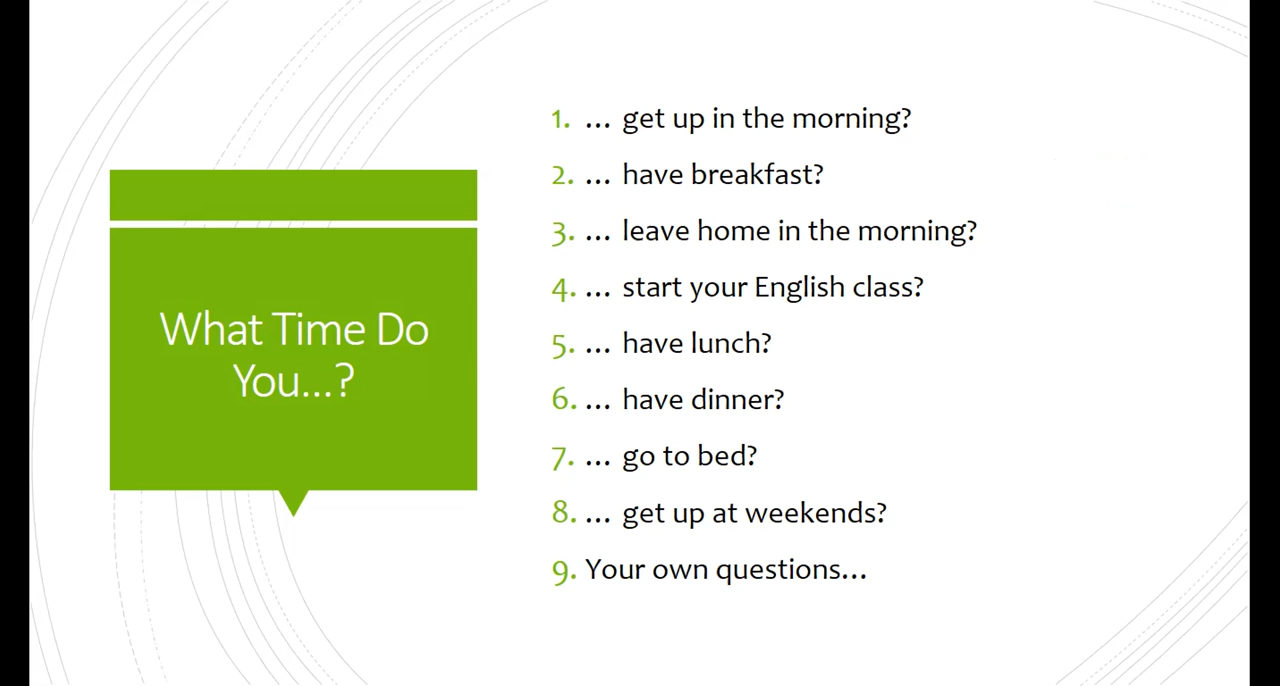 What Time Do
You...?
1. ... get up in the morning?
2. ... have breakfast?
3. ... leave home in the morning?
4. ... start your English class?
5. ... have lunch?
6. ... have dinner?
7. ... go to bed?
8. ... get up at weekends?
9. Your own questions...